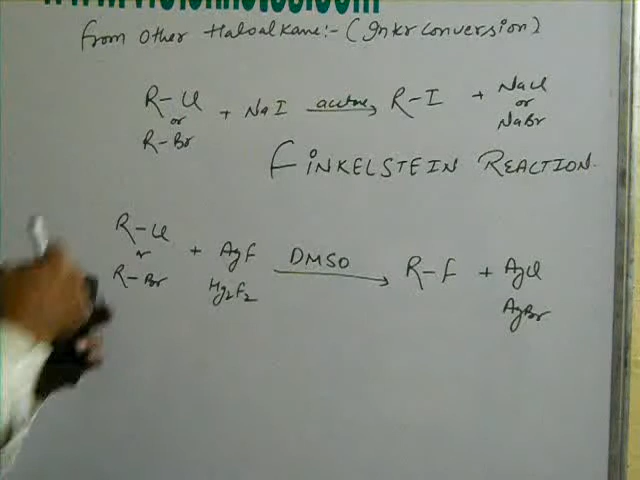 From Other Haloalkane:- (Inter conversion)
R-Cl or R-Br + NaI acetone R-I + NaCl or NaBr
FINKELSTEIN REACTION.
R-Cl or R-Br + AgF Hg2F2 DMSO R-F + AgCl AgBr